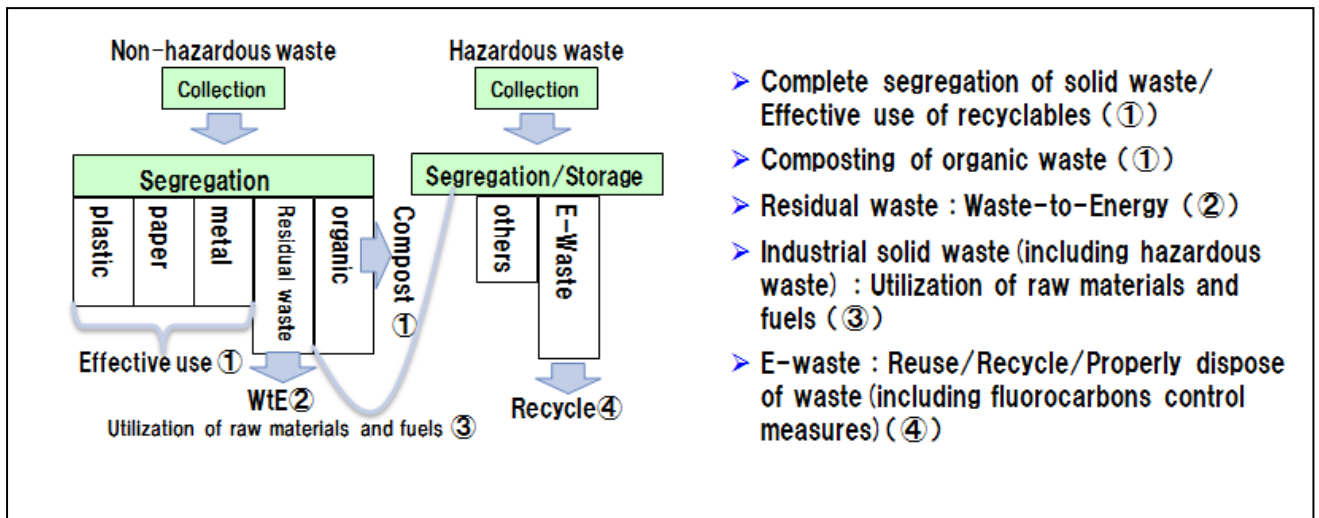 Non-hazardous waste
Collection
Segregation
plastic
paper
metal
Residual waste
organic
Compost ①
Effective use ①
WtE②
Utilization of raw materials and fuels ③
Hazardous waste
Collection
Segregation/Storage
others
E-Waste
Recycle④
➢ Complete segregation of solid waste/
Effective use of recyclables (①)
➢ Composting of organic waste (①)
➢ Residual waste : Waste-to-Energy (②)
➢ Industrial solid waste(including hazardous
waste) : Utilization of raw materials and
fuels (③)
➢ E-waste : Reuse/Recycle/Properly dispose
of waste(including fluorocarbons control
measures)(④)